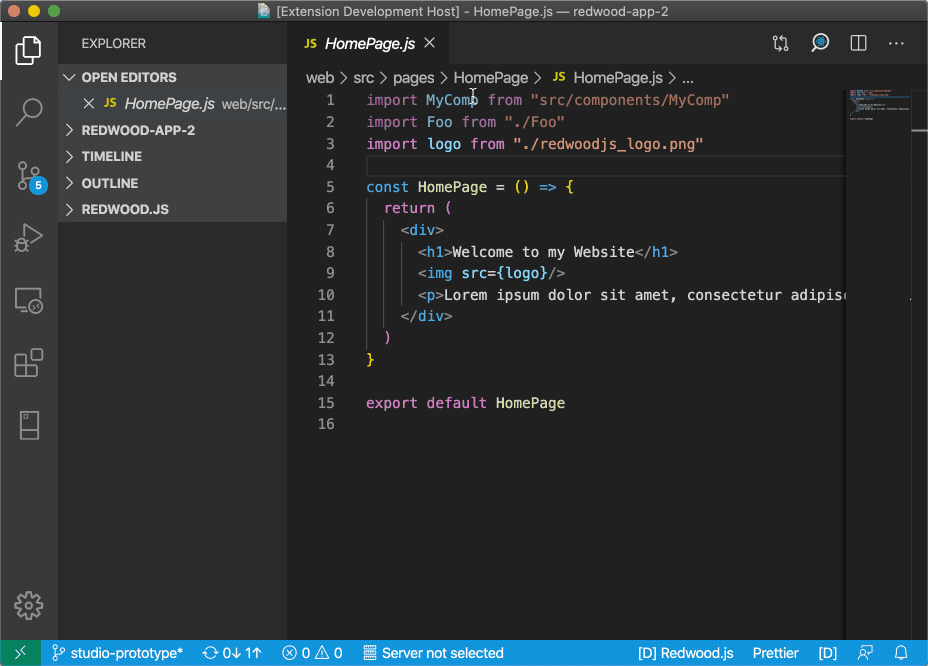 [Extension Development Host] - HomePage.js — redwood-app-2
EXPLORER
OPEN EDITORS
JS HomePage.js web/src/...
REDWOOD-APP-2
TIMELINE
OUTLINE
REDWOOD.JS
5
JS HomePage.js
web > src > pages > HomePage > JS HomePage.js > ...
1 import MyComp from "src/components/MyComp"
2 import Foo from "./Foo"
3 import logo from "./redwoodjs_logo.png"
4
5 const HomePage = () => {
6 return (
7 <div>
8 <h1>Welcome to my Website</h1>
9 <img src={logo}/>
10 <p>Lorem ipsum dolor sit amet, consectetur adipisc
11 </div>
12 )
13 }
14
15 export default HomePage
16
studio-prototype* 0↓ 1↑ 0 0 Server not selected [D] Redwood.js Prettier [D]